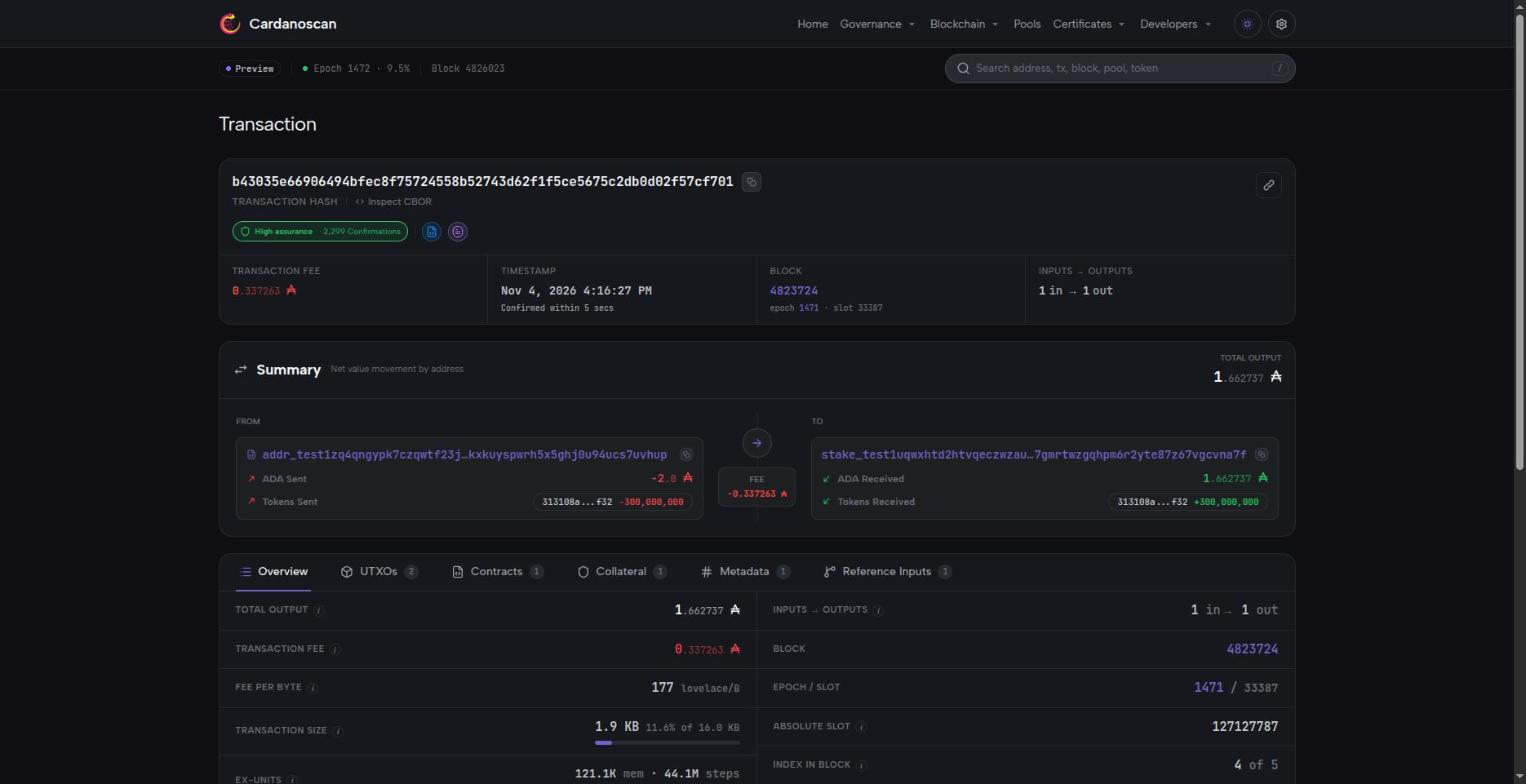 Cardanoscan
Home Governance Blockchain Pools Certificates Developers
Preview Epoch 1472 · 9.5% Block 4826023
Search address, tx, block, pool, token /
Transaction
b43035e66906494bfec8f75724558b52743d62f1f5ce5675c2db0d02f57cf701
TRANSACTION HASH <> Inspect CBOR
High assurance · 2,299 Confirmations
TRANSACTION FEE
0.337263 ₳
TIMESTAMP
Nov 4, 2026 4:16:27 PM
Confirmed within 5 secs
BLOCK
4823724
epoch 1471 · slot 33387
INPUTS → OUTPUTS
1 in → 1 out
Summary Net value movement by address
TOTAL OUTPUT
1.662737 ₳
FROM
addr_test1zq4qngypk7czqwtf23j…kxkuyspwrh5x5ghj0u94ucs7uvhup
ADA Sent -2.0 ₳
Tokens Sent 313108a...f32 -300,000,000
FEE
-0.337263 ₳
TO
stake_test1uqwxhtd2htvqeczwzau…7gmrtwzgqhpm6r2yte87z67vgcvna7f
ADA Received 1.662737 ₳
Tokens Received 313108a...f32 +300,000,000
Overview UTXOs 2 Contracts 1 Collateral 1 Metadata 1 Reference Inputs 1
TOTAL OUTPUT i 1.662737 ₳
TRANSACTION FEE i 0.337263 ₳
FEE PER BYTE i 177 lovelace/B
TRANSACTION SIZE i 1.9 KB 11.6% of 16.0 KB
EX-UNITS i 121.1K mem · 44.1M steps
INPUTS → OUTPUTS i 1 in → 1 out
BLOCK 4823724
EPOCH / SLOT 1471 / 33387
ABSOLUTE SLOT i 127127787
INDEX IN BLOCK i 4 of 5